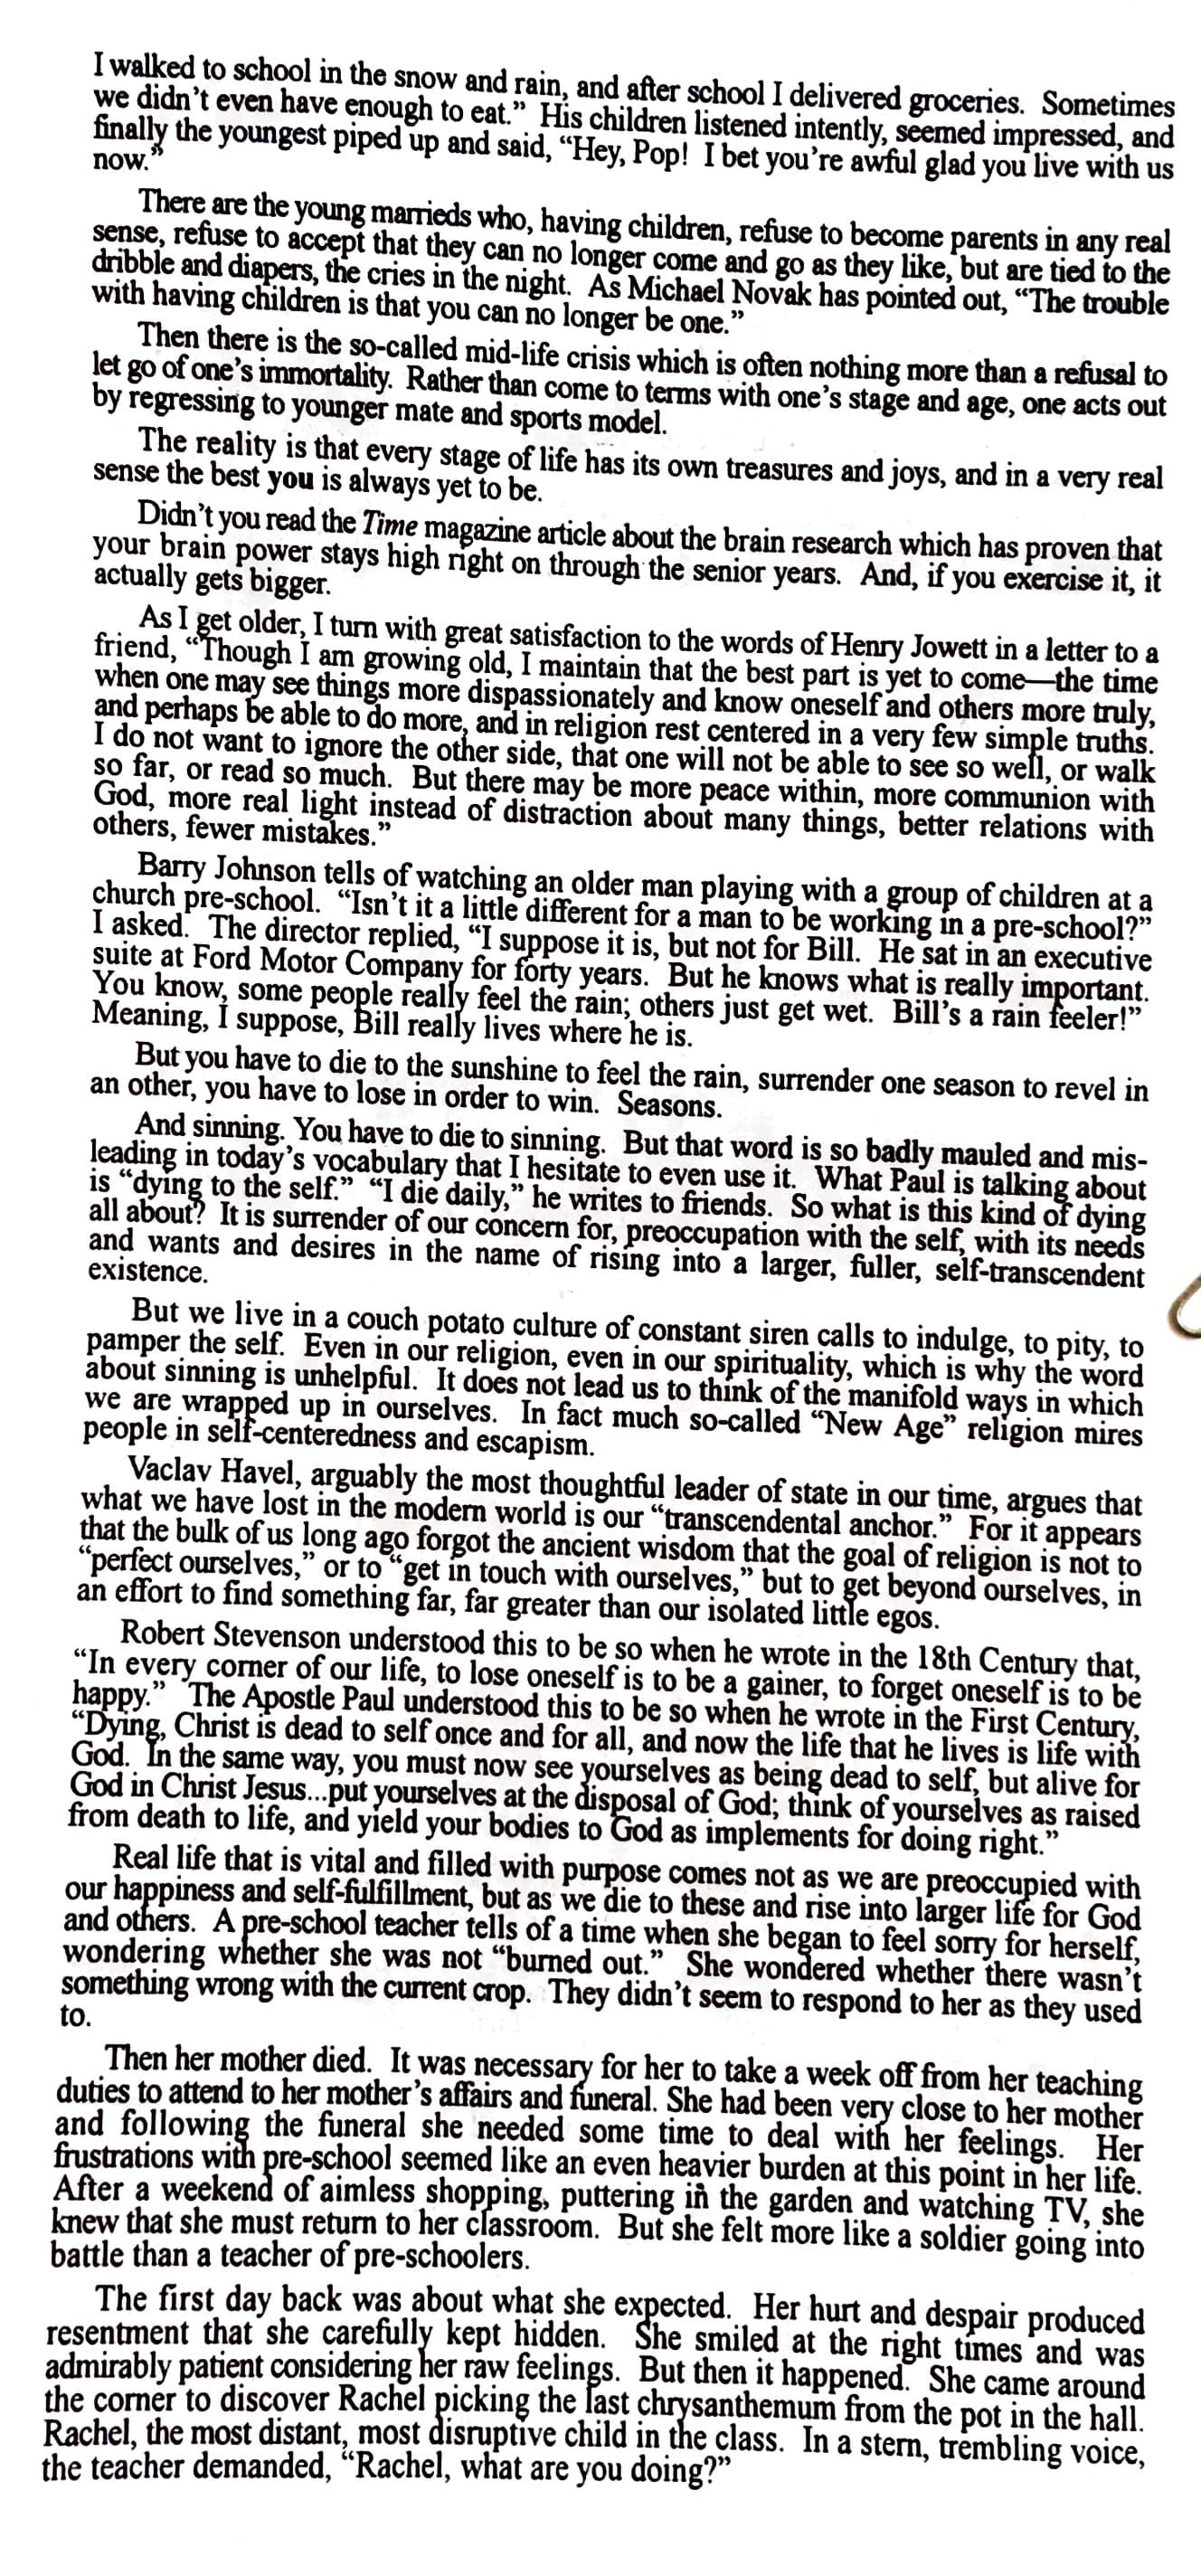 I walked to school in the snow and rain, and after school I delivered groceries. Sometimes
we didn't even have enough to eat." His children listened intently, seemed impressed, and
finally the youngest piped up and said, "Hey, Pop! I bet you're awful glad you live with us
now."
There are the young marrieds who, having children, refuse to become parents in any real
sense, refuse to accept that they can no longer come and go as they like, but are tied to the
dribble and diapers, the cries in the night. As Michael Novak has pointed out, "The trouble
with having children is that you can no longer be one."
Then there is the so-called mid-life crisis which is often nothing more than a refusal to
let go of one's immortality. Rather than come to terms with one's stage and age, one acts out
by regressing to younger mate and sports model.
The reality is that every stage of life has its own treasures and joys, and in a very real
sense the best you is always yet to be.
Didn't you read the Time magazine article about the brain research which has proven that
your brain power stays high right on through the senior years. And, if you exercise it, it
actually gets bigger.
As I get older, I turn with great satisfaction to the words of Henry Jowett in a letter to a
friend, "Though I am growing old, I maintain that the best part is yet to come—the time
when one may see things more dispassionately and know oneself and others more truly,
and perhaps be able to do more, and in religion rest centered in a very few simple truths.
I do not want to ignore the other side, that one will not be able to see so well, or walk
so far, or read so much. But there may be more peace within, more communion with
God, more real light instead of distraction about many things, better relations with
others, fewer mistakes."
Barry Johnson tells of watching an older man playing with a group of children at a
church pre-school. "Isn't it a little different for a man to be working in a pre-school?"
I asked. The director replied, "I suppose it is, but not for Bill. He sat in an executive
suite at Ford Motor Company for forty years. But he knows what is really important.
You know, some people really feel the rain; others just get wet. Bill's a rain feeler!"
Meaning, I suppose, Bill really lives where he is.
But you have to die to the sunshine to feel the rain, surrender one season to revel in
an other, you have to lose in order to win. Seasons.
And sinning. You have to die to sinning. But that word is so badly mauled and mis-
leading in today's vocabulary that I hesitate to even use it. What Paul is talking about
is "dying to the self." "I die daily," he writes to friends. So what is this kind of dying
all about? It is surrender of our concern for, preoccupation with the self, with its needs
and wants and desires in the name of rising into a larger, fuller, self-transcendent
existence.
But we live in a couch potato culture of constant siren calls to indulge, to pity, to
pamper the self. Even in our religion, even in our spirituality, which is why the word
about sinning is unhelpful. It does not lead us to think of the manifold ways in which
we are wrapped up in ourselves. In fact much so-called "New Age" religion mires
people in self-centeredness and escapism.
Vaclav Havel, arguably the most thoughtful leader of state in our time, argues that
what we have lost in the modern world is our "transcendental anchor." For it appears
that the bulk of us long ago forgot the ancient wisdom that the goal of religion is not to
"perfect ourselves," or to "get in touch with ourselves," but to get beyond ourselves, in
an effort to find something far, far greater than our isolated little egos.
Robert Stevenson understood this to be so when he wrote in the 18th Century that,
"In every corner of our life, to lose oneself is to be a gainer, to forget oneself is to be
happy." The Apostle Paul understood this to be so when he wrote in the First Century,
"Dying, Christ is dead to self once and for all, and now the life that he lives is life with
God. In the same way, you must now see yourselves as being dead to self, but alive for
God in Christ Jesus...put yourselves at the disposal of God; think of yourselves as raised
from death to life, and yield your bodies to God as implements for doing right."
Real life that is vital and filled with purpose comes not as we are preoccupied with
our happiness and self-fulfillment, but as we die to these and rise into larger life for God
and others. A pre-school teacher tells of a time when she began to feel sorry for herself,
wondering whether she was not "burned out." She wondered whether there wasn't
something wrong with the current crop. They didn't seem to respond to her as they used
to.
Then her mother died. It was necessary for her to take a week off from her teaching
duties to attend to her mother's affairs and funeral. She had been very close to her mother
and following the funeral she needed some time to deal with her feelings. Her
frustrations with pre-school seemed like an even heavier burden at this point in her life.
After a weekend of aimless shopping, puttering in the garden and watching TV, she
knew that she must return to her classroom. But she felt more like a soldier going into
battle than a teacher of pre-schoolers.
The first day back was about what she expected. Her hurt and despair produced
resentment that she carefully kept hidden. She smiled at the right times and was
admirably patient considering her raw feelings. But then it happened. She came around
the corner to discover Rachel picking the last chrysanthemum from the pot in the hall.
Rachel, the most distant, most disruptive child in the class. In a stern, trembling voice,
the teacher demanded, "Rachel, what are you doing?"